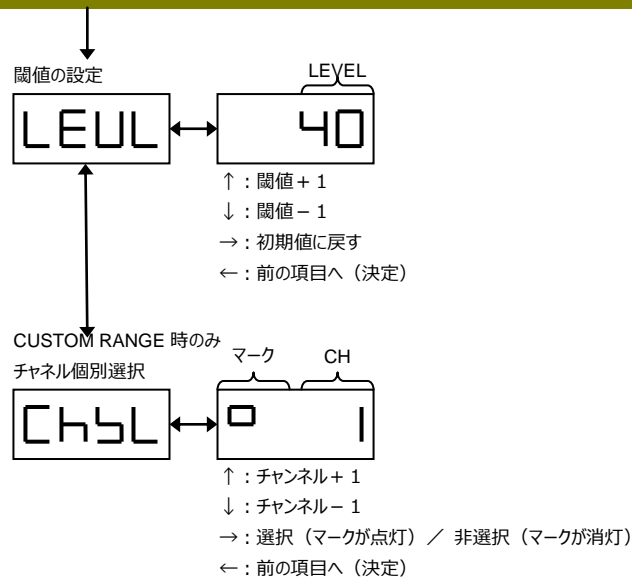 閾値の設定
LEVEL
LEUL
40
↑：閾値＋1
↓：閾値－1
→：初期値に戻す
←：前の項目へ（決定）
CUSTOM RANGE 時のみ
チャネル個別選択
マーク CH
ChSL
1
↑：チャンネル＋1
↓：チャンネル－1
→：選択（マークが点灯）／ 非選択（マークが消灯）
←：前の項目へ（決定）